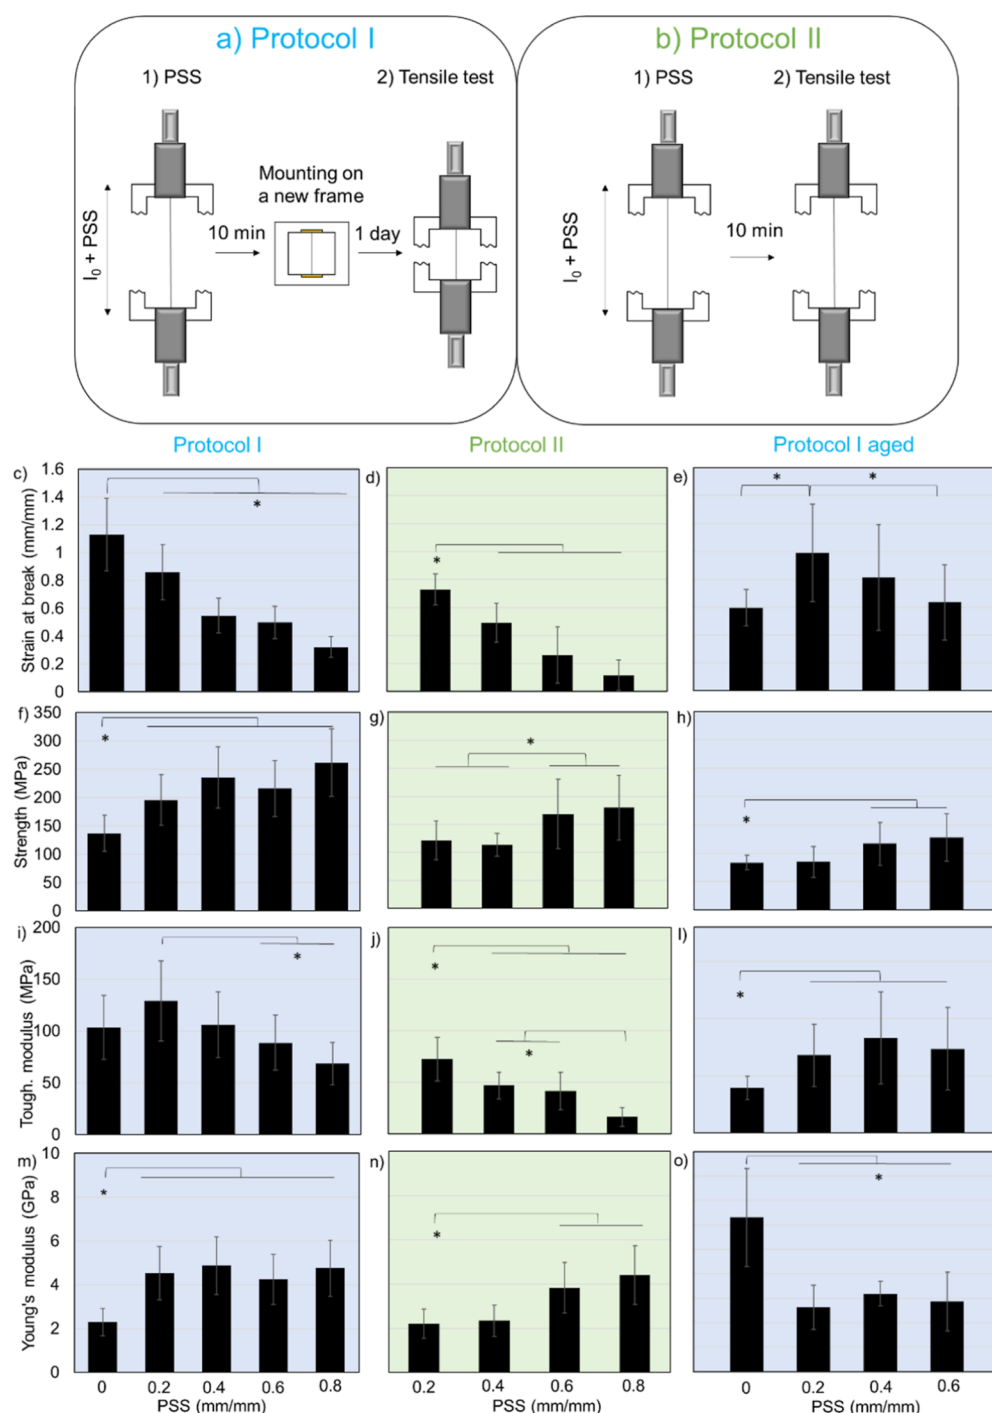 a) Protocol I
b) Protocol II
1) PSS
2) Tensile test
1) PSS
2) Tensile test
Mounting on
a new frame
I₀ + PSS
10 min
1 day
I₀ + PSS
10 min
Protocol I
Protocol II
Protocol I aged
c)
d)
e)
Strain at break (mm/mm)
1.6
1.4
1.2
1
0.8
0.6
0.4
0.2
0
*
*
*
*
f)
g)
h)
Strength (MPa)
350
300
250
200
150
100
50
0
*
*
*
i)
j)
l)
Tough. modulus (MPa)
200
150
100
50
0
*
*
*
*
m)
n)
o)
Young's modulus (GPa)
10
8
6
4
2
0
*
*
*
0 0.2 0.4 0.6 0.8
0.2 0.4 0.6 0.8
0 0.2 0.4 0.6
PSS (mm/mm)
PSS (mm/mm)
PSS (mm/mm)